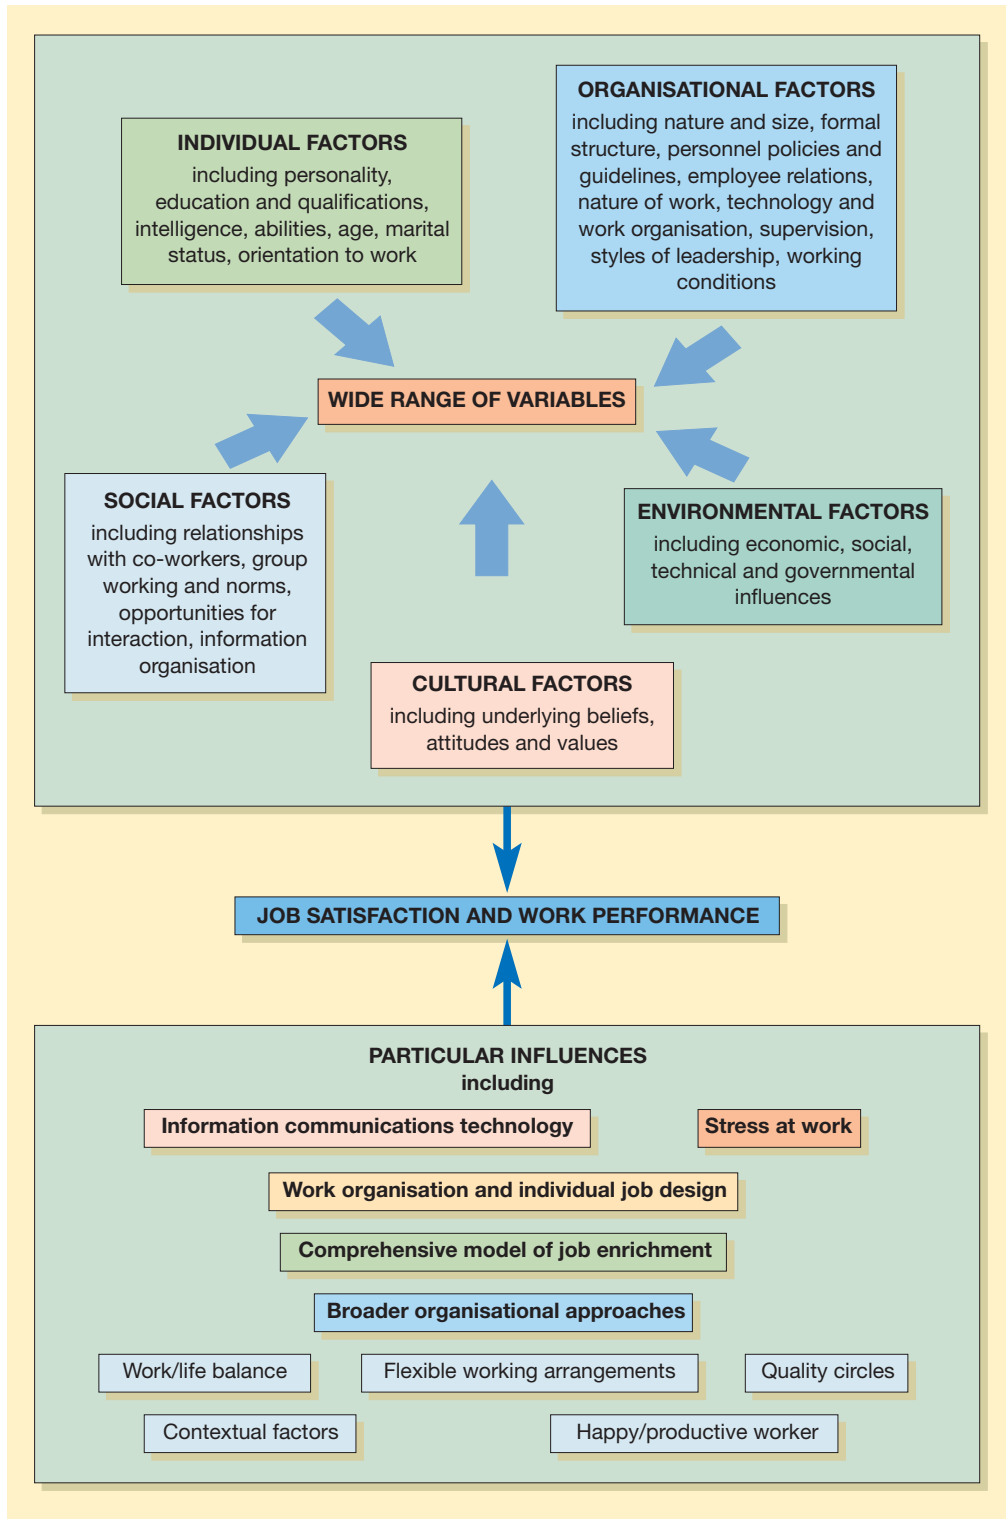 INDIVIDUAL FACTORS
including personality,
education and qualifications,
intelligence, abilities, age, marital
status, orientation to work
ORGANISATIONAL FACTORS
including nature and size, formal
structure, personnel policies and
guidelines, employee relations,
nature of work, technology and
work organisation, supervision,
styles of leadership, working
conditions
WIDE RANGE OF VARIABLES
SOCIAL FACTORS
including relationships
with co-workers, group
working and norms,
opportunities for
interaction, information
organisation
ENVIRONMENTAL FACTORS
including economic, social,
technical and governmental
influences
CULTURAL FACTORS
including underlying beliefs,
attitudes and values
JOB SATISFACTION AND WORK PERFORMANCE
PARTICULAR INFLUENCES
including
Information communications technology
Stress at work
Work organisation and individual job design
Comprehensive model of job enrichment
Broader organisational approaches
Work/life balance
Flexible working arrangements
Quality circles
Contextual factors
Happy/productive worker